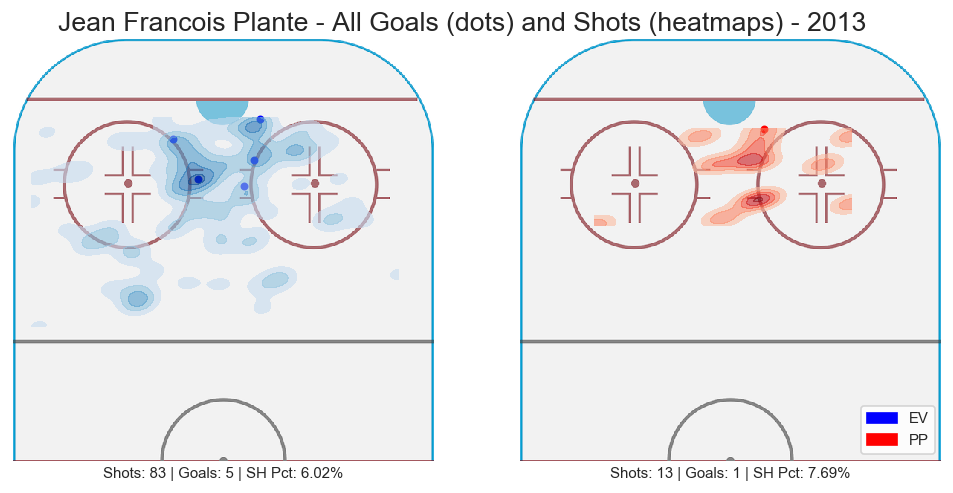 Jean Francois Plante - All Goals (dots) and Shots (heatmaps) - 2013
EV
PP
Shots: 83 | Goals: 5 | SH Pct: 6.02%
Shots: 13 | Goals: 1 | SH Pct: 7.69%